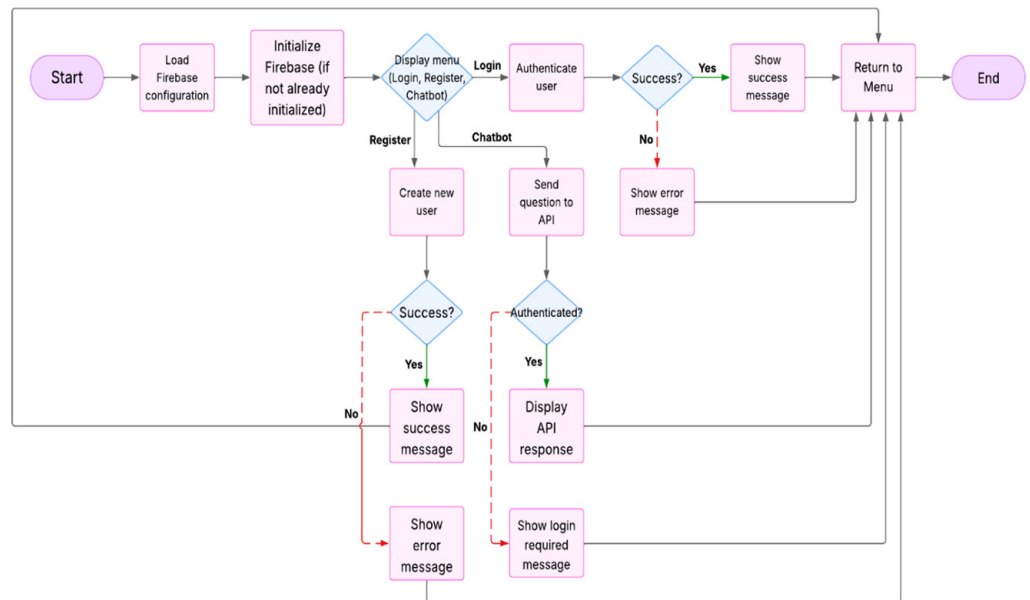 Start
Load
Firebase
configuration
Initialize
Firebase (if
not already
initialized)
Display menu
(Login, Register,
Chatbot)
Login
Authenticate
user
Success?
Yes
Show
success
message
Return to
Menu
End
Register
Chatbot
No
Create new
user
Send
question to
API
Show error
message
Success?
Authenticated?
Yes
Yes
No
Show
success
message
No
Display
API
response
Show
error
message
Show login
required
message